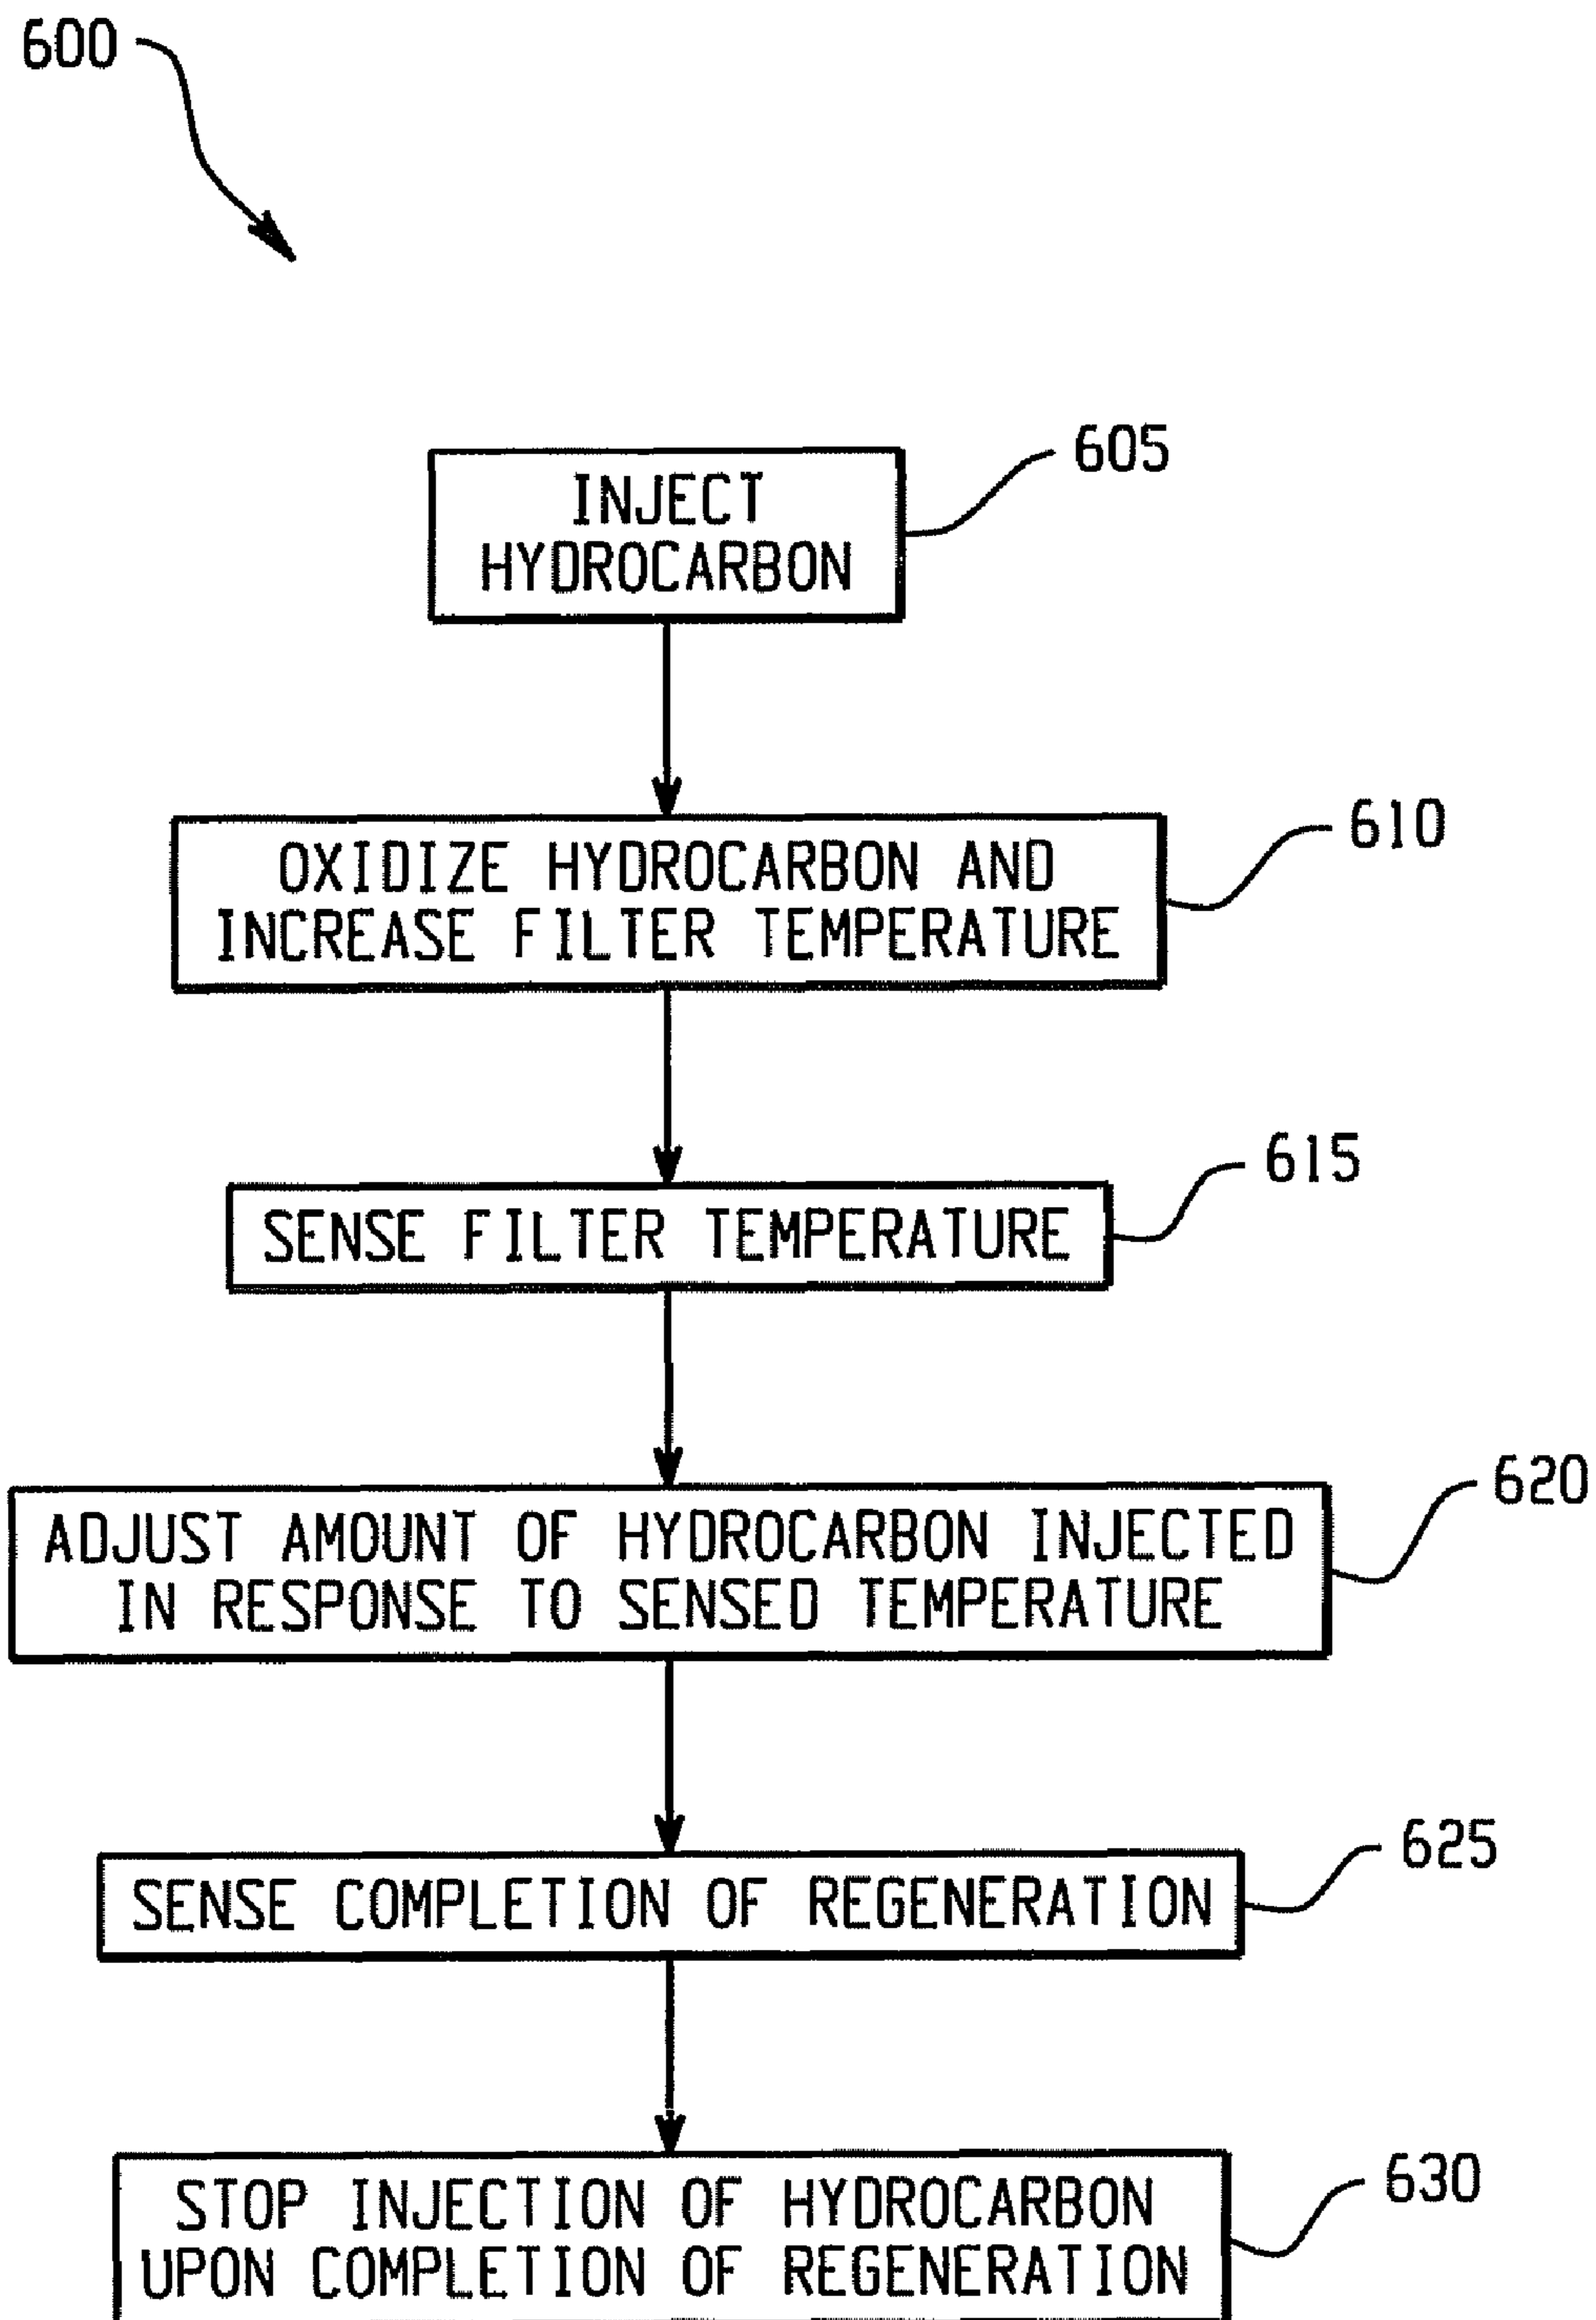 600
605
INJECT
HYDROCARBON
610
OXIDIZE HYDROCARBON AND
INCREASE FILTER TEMPERATURE
615
SENSE FILTER TEMPERATURE
620
ADJUST AMOUNT OF HYDROCARBON INJECTED
IN RESPONSE TO SENSED TEMPERATURE
625
SENSE COMPLETION OF REGENERATION
630
STOP INJECTION OF HYDROCARBON
UPON COMPLETION OF REGENERATION